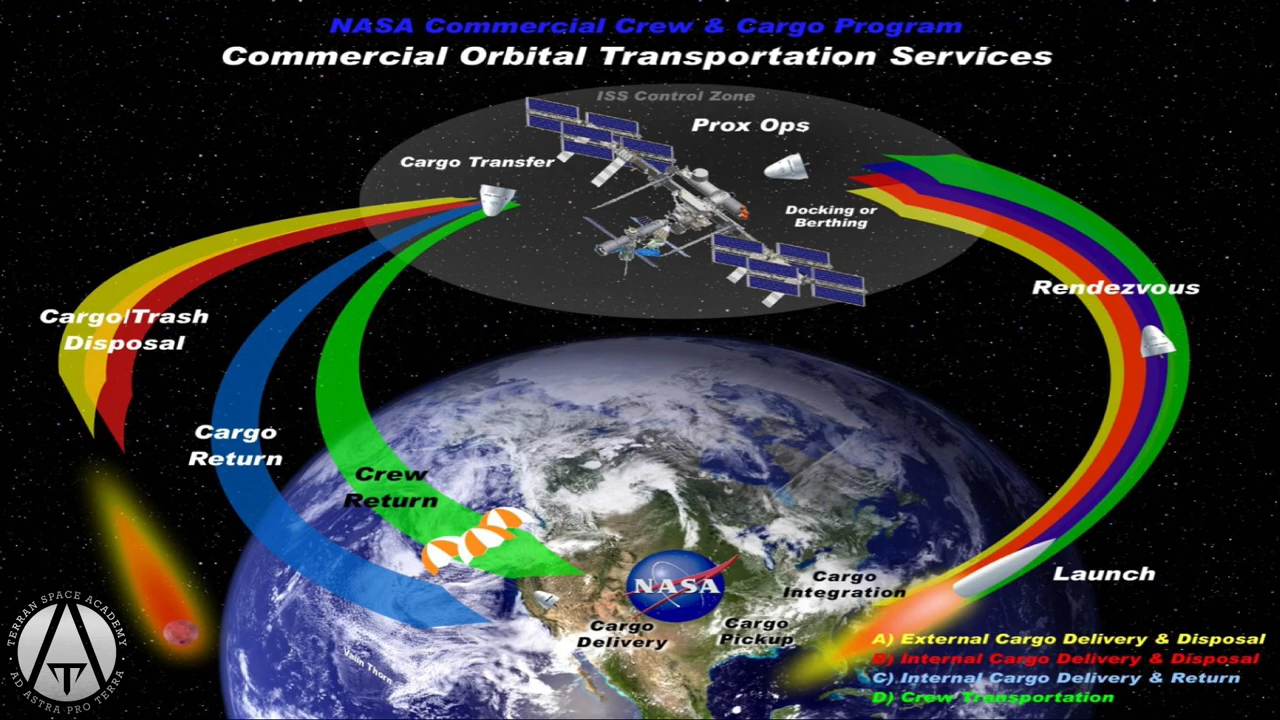 NASA Commercial Crew & Cargo Program
Commercial Orbital Transportation Services
ISS Control Zone
Prox Ops
Cargo Transfer
Docking or
Berthing
Rendezvous
Cargo/Trash
Disposal
Cargo
Return
Crew
Return
NASA
Cargo
Integration
Launch
Cargo
Delivery
Cargo
Pickup
A) External Cargo Delivery & Disposal
B) Internal Cargo Delivery & Disposal
C) Internal Cargo Delivery & Return
D) Crew Transportation
TERRAN SPACE ACADEMY
AD ASTRA PRO TERRA